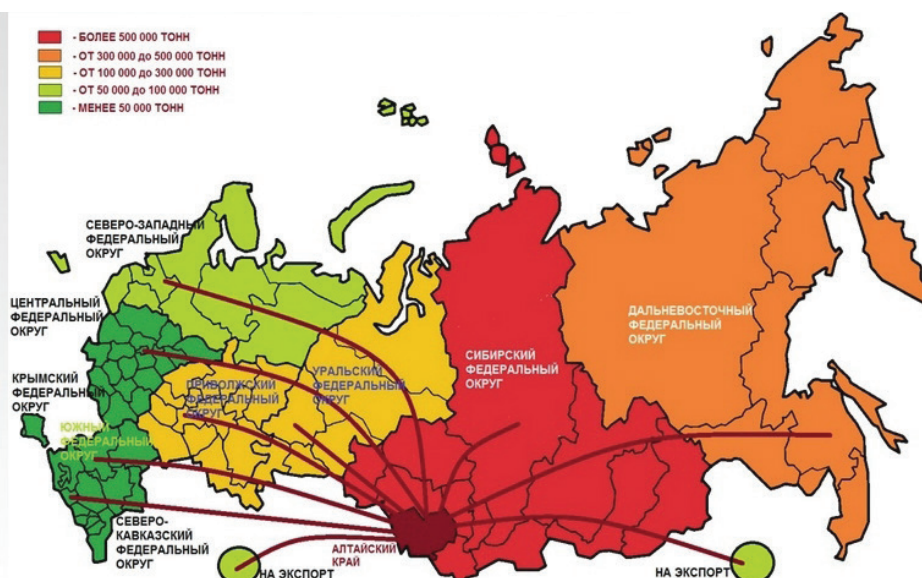 - БОЛЕЕ 500 000 ТОНН
- ОТ 300 000 до 500 000 ТОНН
- ОТ 100 000 до 300 000 ТОНН
- ОТ 50 000 до 100 000 ТОНН
- МЕНЕЕ 50 000 ТОНН
СЕВЕРО-ЗАПАДНЫЙ
ФЕДЕРАЛЬНЫЙ
ОКРУГ
ЦЕНТРАЛЬНЫЙ
ФЕДЕРАЛЬНЫЙ
ОКРУГ
КРЫМСКИЙ
ФЕДЕРАЛЬНЫЙ
ОКРУГ
ЮЖНЫЙ
ФЕДЕРАЛЬНЫЙ
ОКРУГ
СЕВЕРО-
КАВКАЗСКИЙ
ФЕДЕРАЛЬНЫЙ
ОКРУГ
ПРИВОЛЖСКИЙ
ФЕДЕРАЛЬНЫЙ
ОКРУГ
УРАЛЬСКИЙ
ФЕДЕРАЛЬНЫЙ
ОКРУГ
СИБИРСКИЙ
ФЕДЕРАЛЬНЫЙ
ОКРУГ
ДАЛЬНЕВОСТОЧНЫЙ
ФЕДЕРАЛЬНЫЙ
ОКРУГ
АЛТАЙСКИЙ
КРАЙ
НА ЭКСПОРТ
НА ЭКСПОРТ